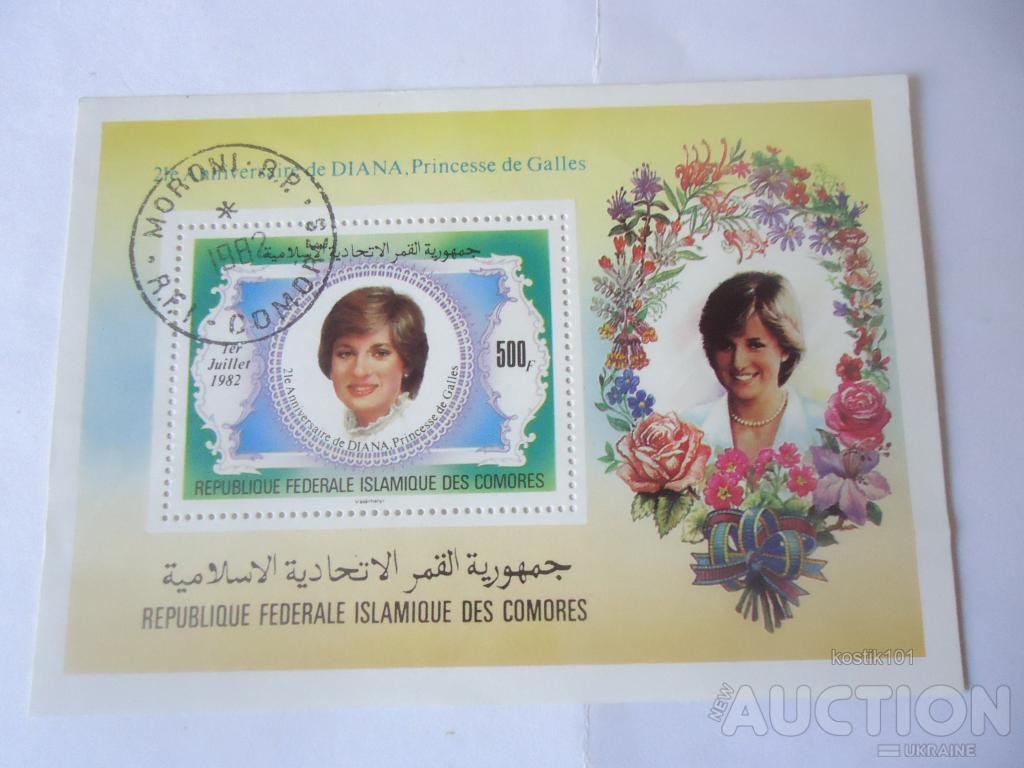 21e Anniversaire de DIANA, Princesse de Galles
MORONI R.P.
R.F.I. COMORES
1982
جمهورية القمر الاتحادية الاسلامية
1er
Juillet
1982
500F
21e Anniversaire de DIANA, Princesse de Galles
REPUBLIQUE FEDERALE ISLAMIQUE DES COMORES
جمهورية القمر الاتحادية الاسلامية
REPUBLIQUE FEDERALE ISLAMIQUE DES COMORES
kostik101
NEW AUCTION
UKRAINE